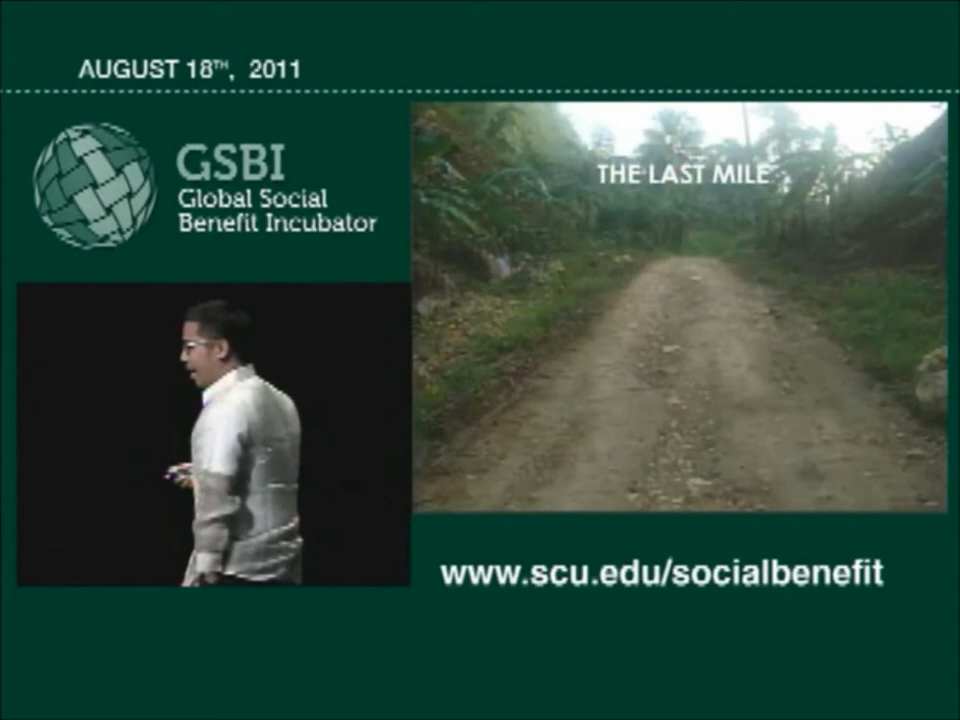 AUGUST 18TH, 2011
GSBI
Global Social
Benefit Incubator
THE LAST MILE
www.scu.edu/socialbenefit